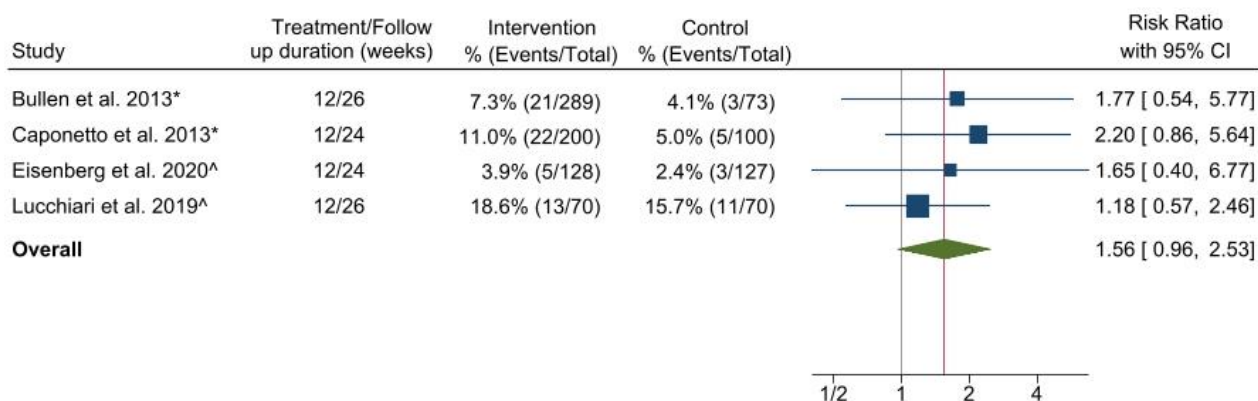 Study Treatment/Follow up duration (weeks) Intervention % (Events/Total) Control % (Events/Total) Risk Ratio with 95% CI
Bullen et al. 2013* 12/26 7.3% (21/289) 4.1% (3/73) 1.77 [ 0.54, 5.77]
Caponetto et al. 2013* 12/24 11.0% (22/200) 5.0% (5/100) 2.20 [ 0.86, 5.64]
Eisenberg et al. 2020^ 12/24 3.9% (5/128) 2.4% (3/127) 1.65 [ 0.40, 6.77]
Lucchiari et al. 2019^ 12/26 18.6% (13/70) 15.7% (11/70) 1.18 [ 0.57, 2.46]
Overall 1.56 [ 0.96, 2.53]
1/2 1 2 4